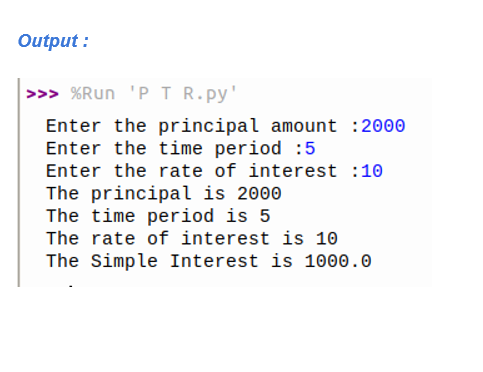 Output :
>>> %Run 'P T R.py'
Enter the principal amount :2000
Enter the time period :5
Enter the rate of interest :10
The principal is 2000
The time period is 5
The rate of interest is 10
The Simple Interest is 1000.0